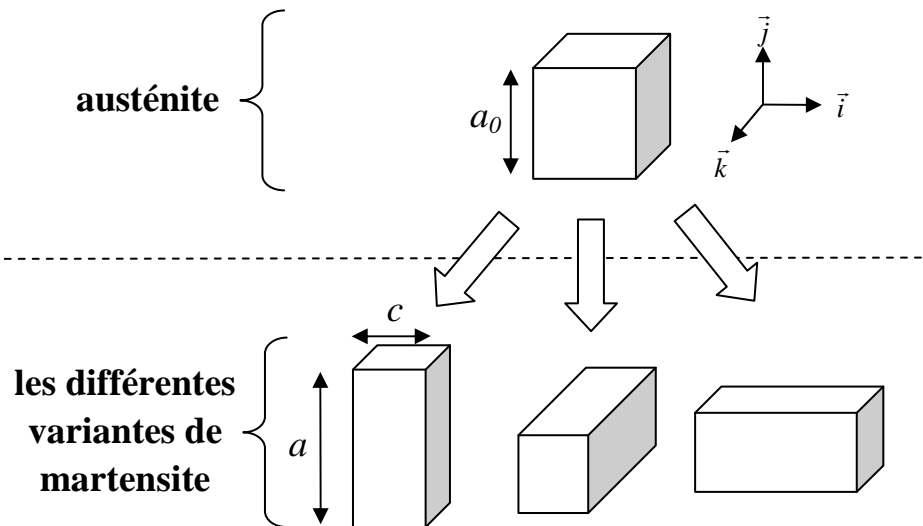 austénite
a₀
j⃗
i⃗
k⃗
c
les différentes
variantes de
martensite
a